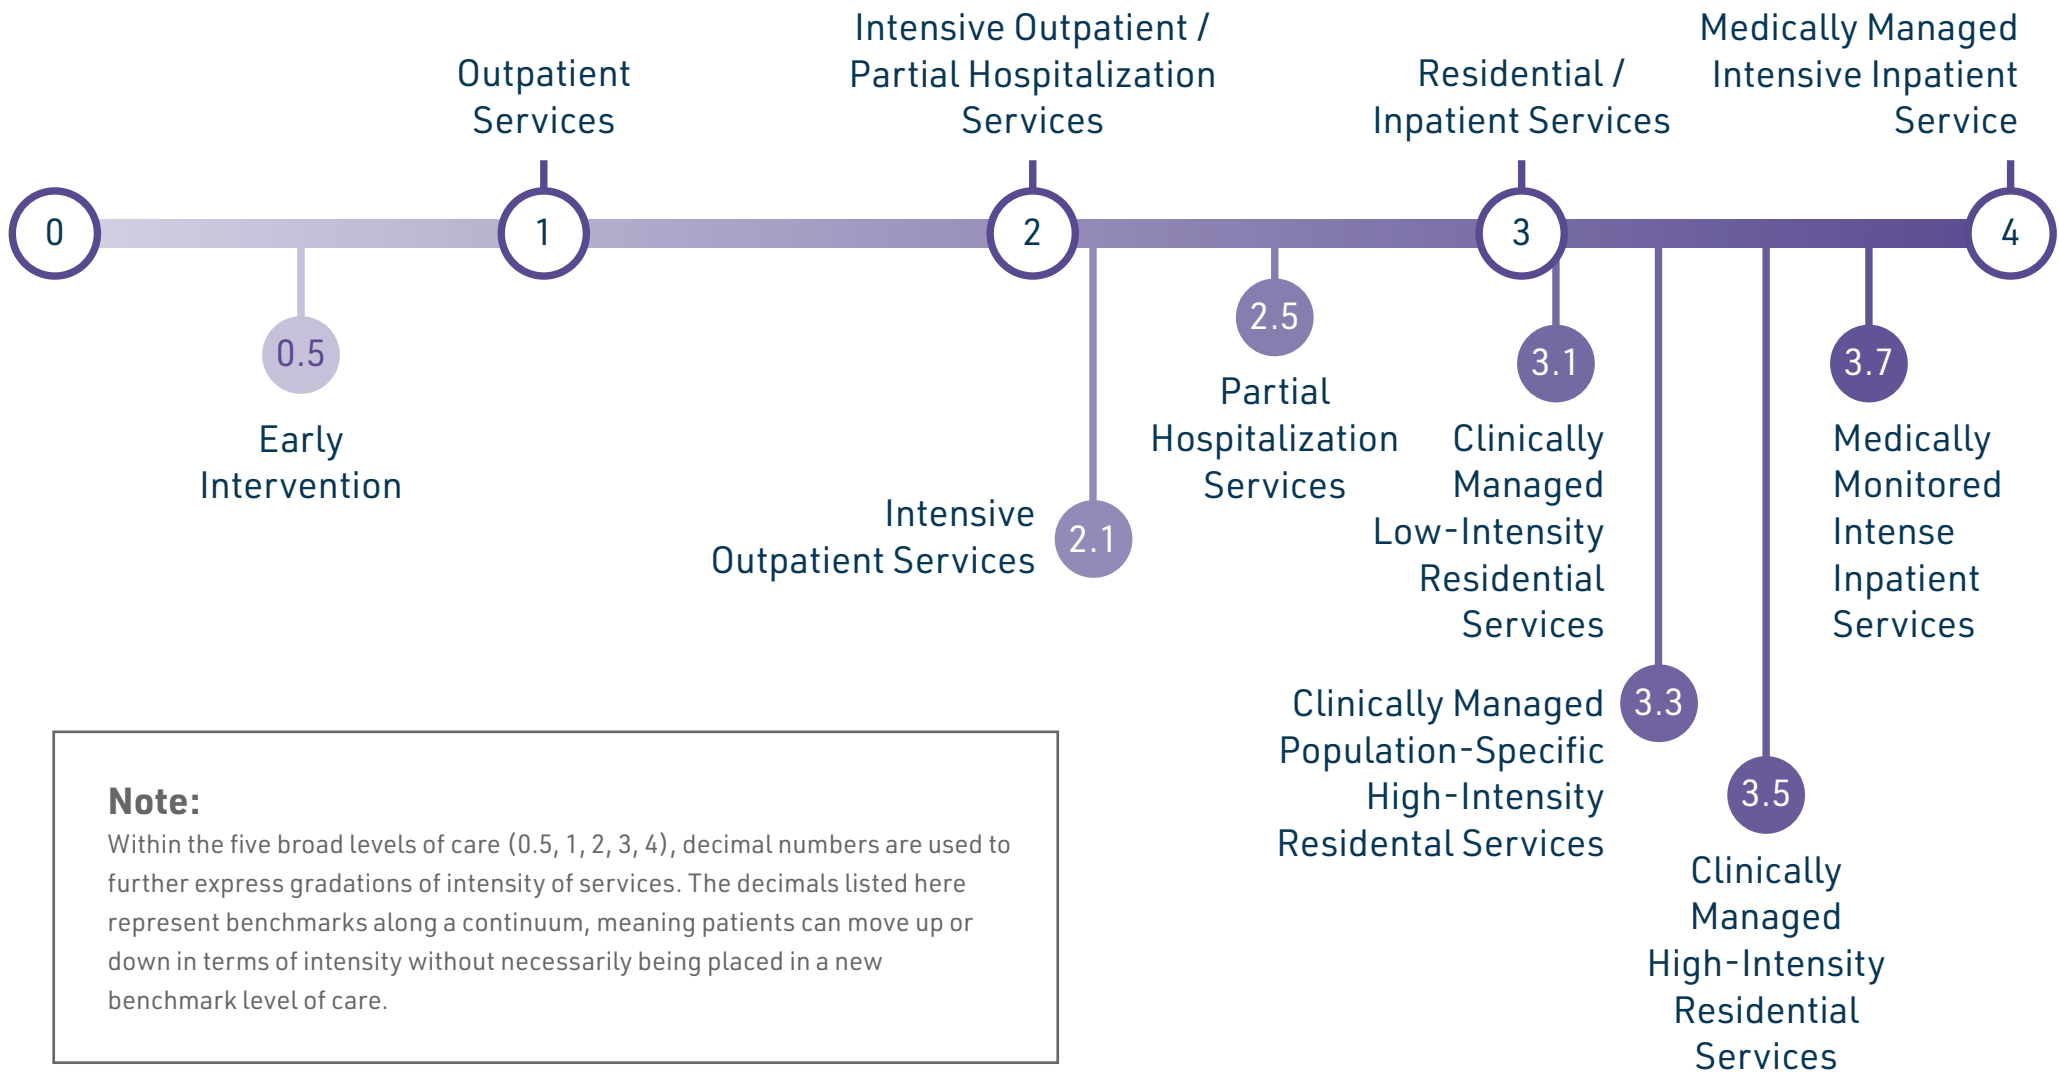 Outpatient
Services
Intensive Outpatient /
Partial Hospitalization
Services
Residential /
Inpatient Services
Medically Managed
Intensive Inpatient
Service
0
1
2
3
4
0.5
Early
Intervention
2.1
Intensive
Outpatient Services
2.5
Partial
Hospitalization
Services
3.1
Clinically
Managed
Low-Intensity
Residential
Services
3.3
Clinically Managed
Population-Specific
High-Intensity
Residental Services
3.5
Clinically
Managed
High-Intensity
Residential
Services
3.7
Medically
Monitored
Intense
Inpatient
Services
Note:
Within the five broad levels of care (0.5, 1, 2, 3, 4), decimal numbers are used to
further express gradations of intensity of services. The decimals listed here
represent benchmarks along a continuum, meaning patients can move up or
down in terms of intensity without necessarily being placed in a new
benchmark level of care.